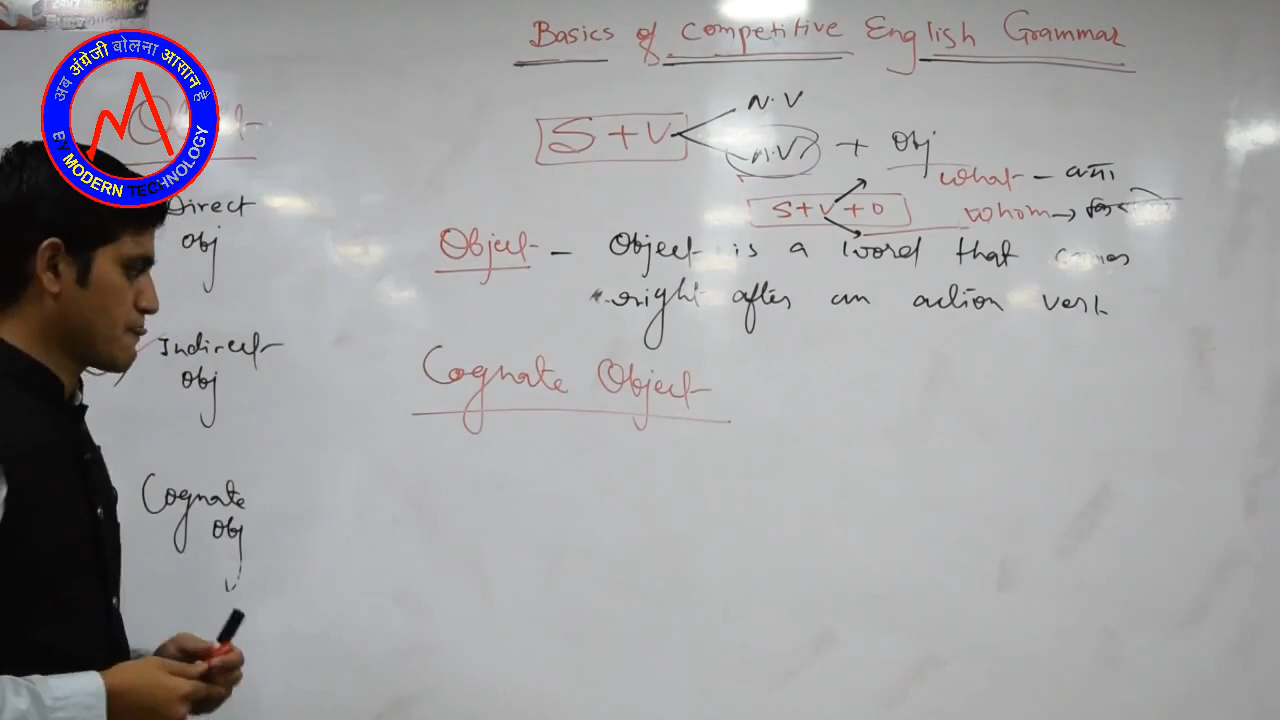 अब अंग्रेजी बोलना आसान है
BY MODERN TECHNOLOGY
Basics of Competitive English Grammar
N.V
S + V
+ Obj
what - क्या
S + V + O
whom →
Direct
Obj
Object - Object is a word that comes
right after an action verb
Indirect
Obj
Cognate Object
Cognate
Obj